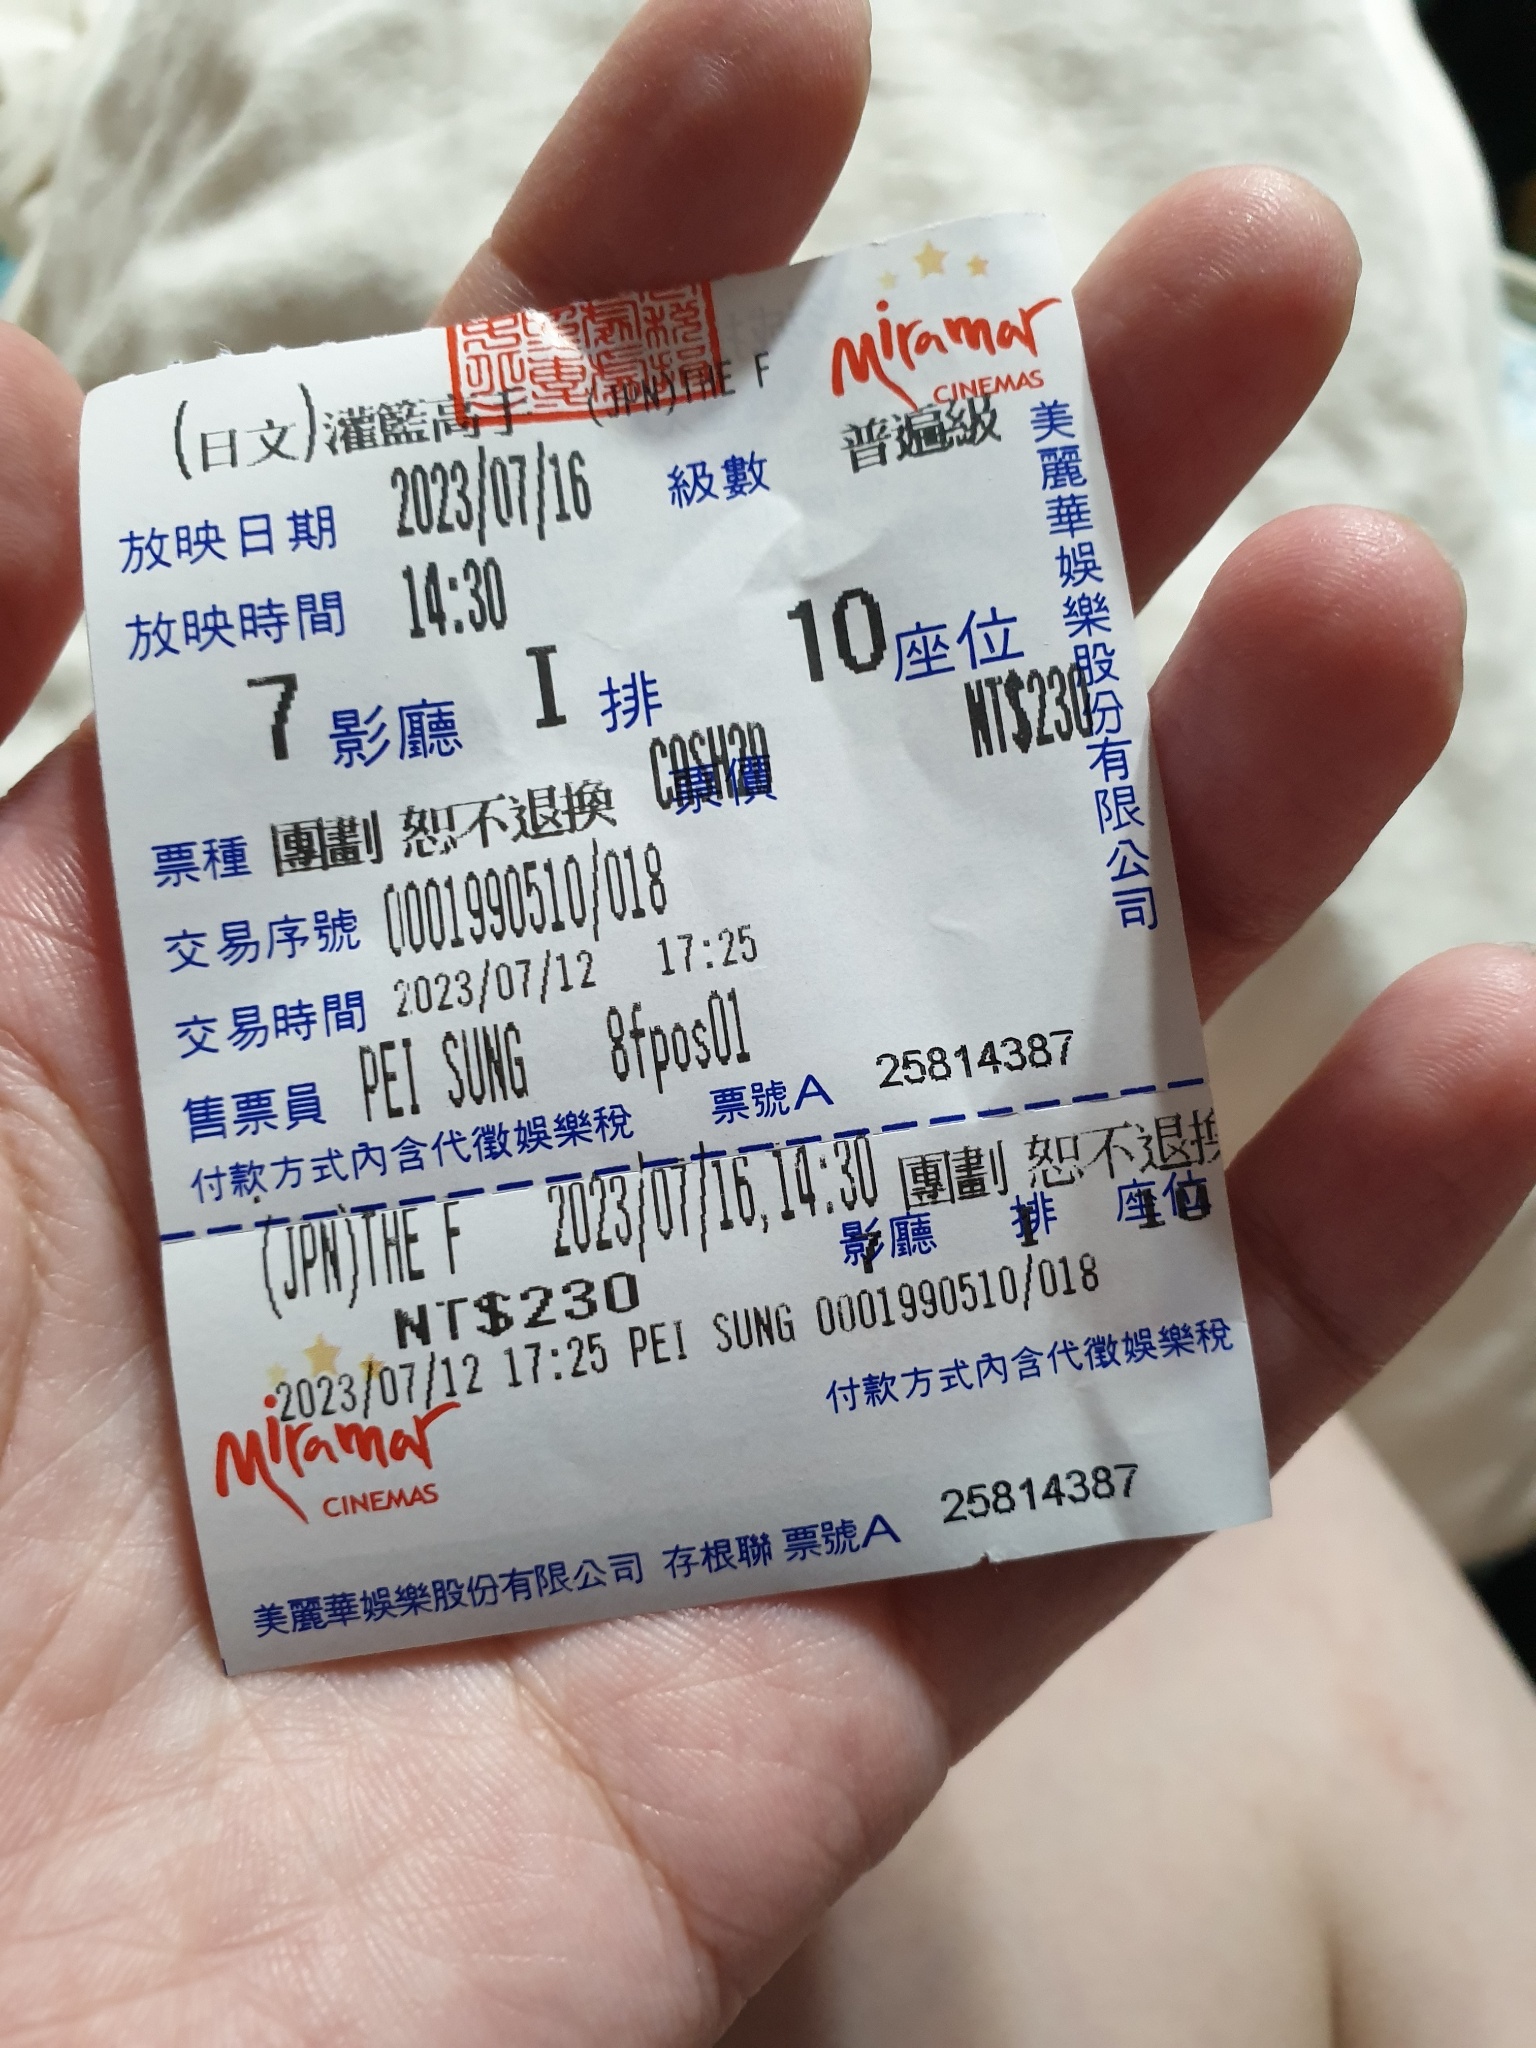 Miramar
CINEMAS
(日文)灌籃高手 (JPN)THE F
放映日期 2023/07/16 級數 普遍級
放映時間 14:30
7 影廳 I 排 10 座位
NT$230
票價
票種 團劃 恕不退換
交易序號 0001990510/018
交易時間 2023/07/12 17:25
售票員 PEI SUNG 8fpos01
付款方式內含代徵娛樂稅 票號A 25814387
美麗華娛樂股份有限公司
(JPN)THE F 2023/07/16,14:30 團劃 恕不退換
影廳 排 座位
7 I 10
NT$230
2023/07/12 17:25 PEI SUNG 0001990510/018
付款方式內含代徵娛樂稅
Miramar
CINEMAS
25814387
美麗華娛樂股份有限公司 存根聯 票號A